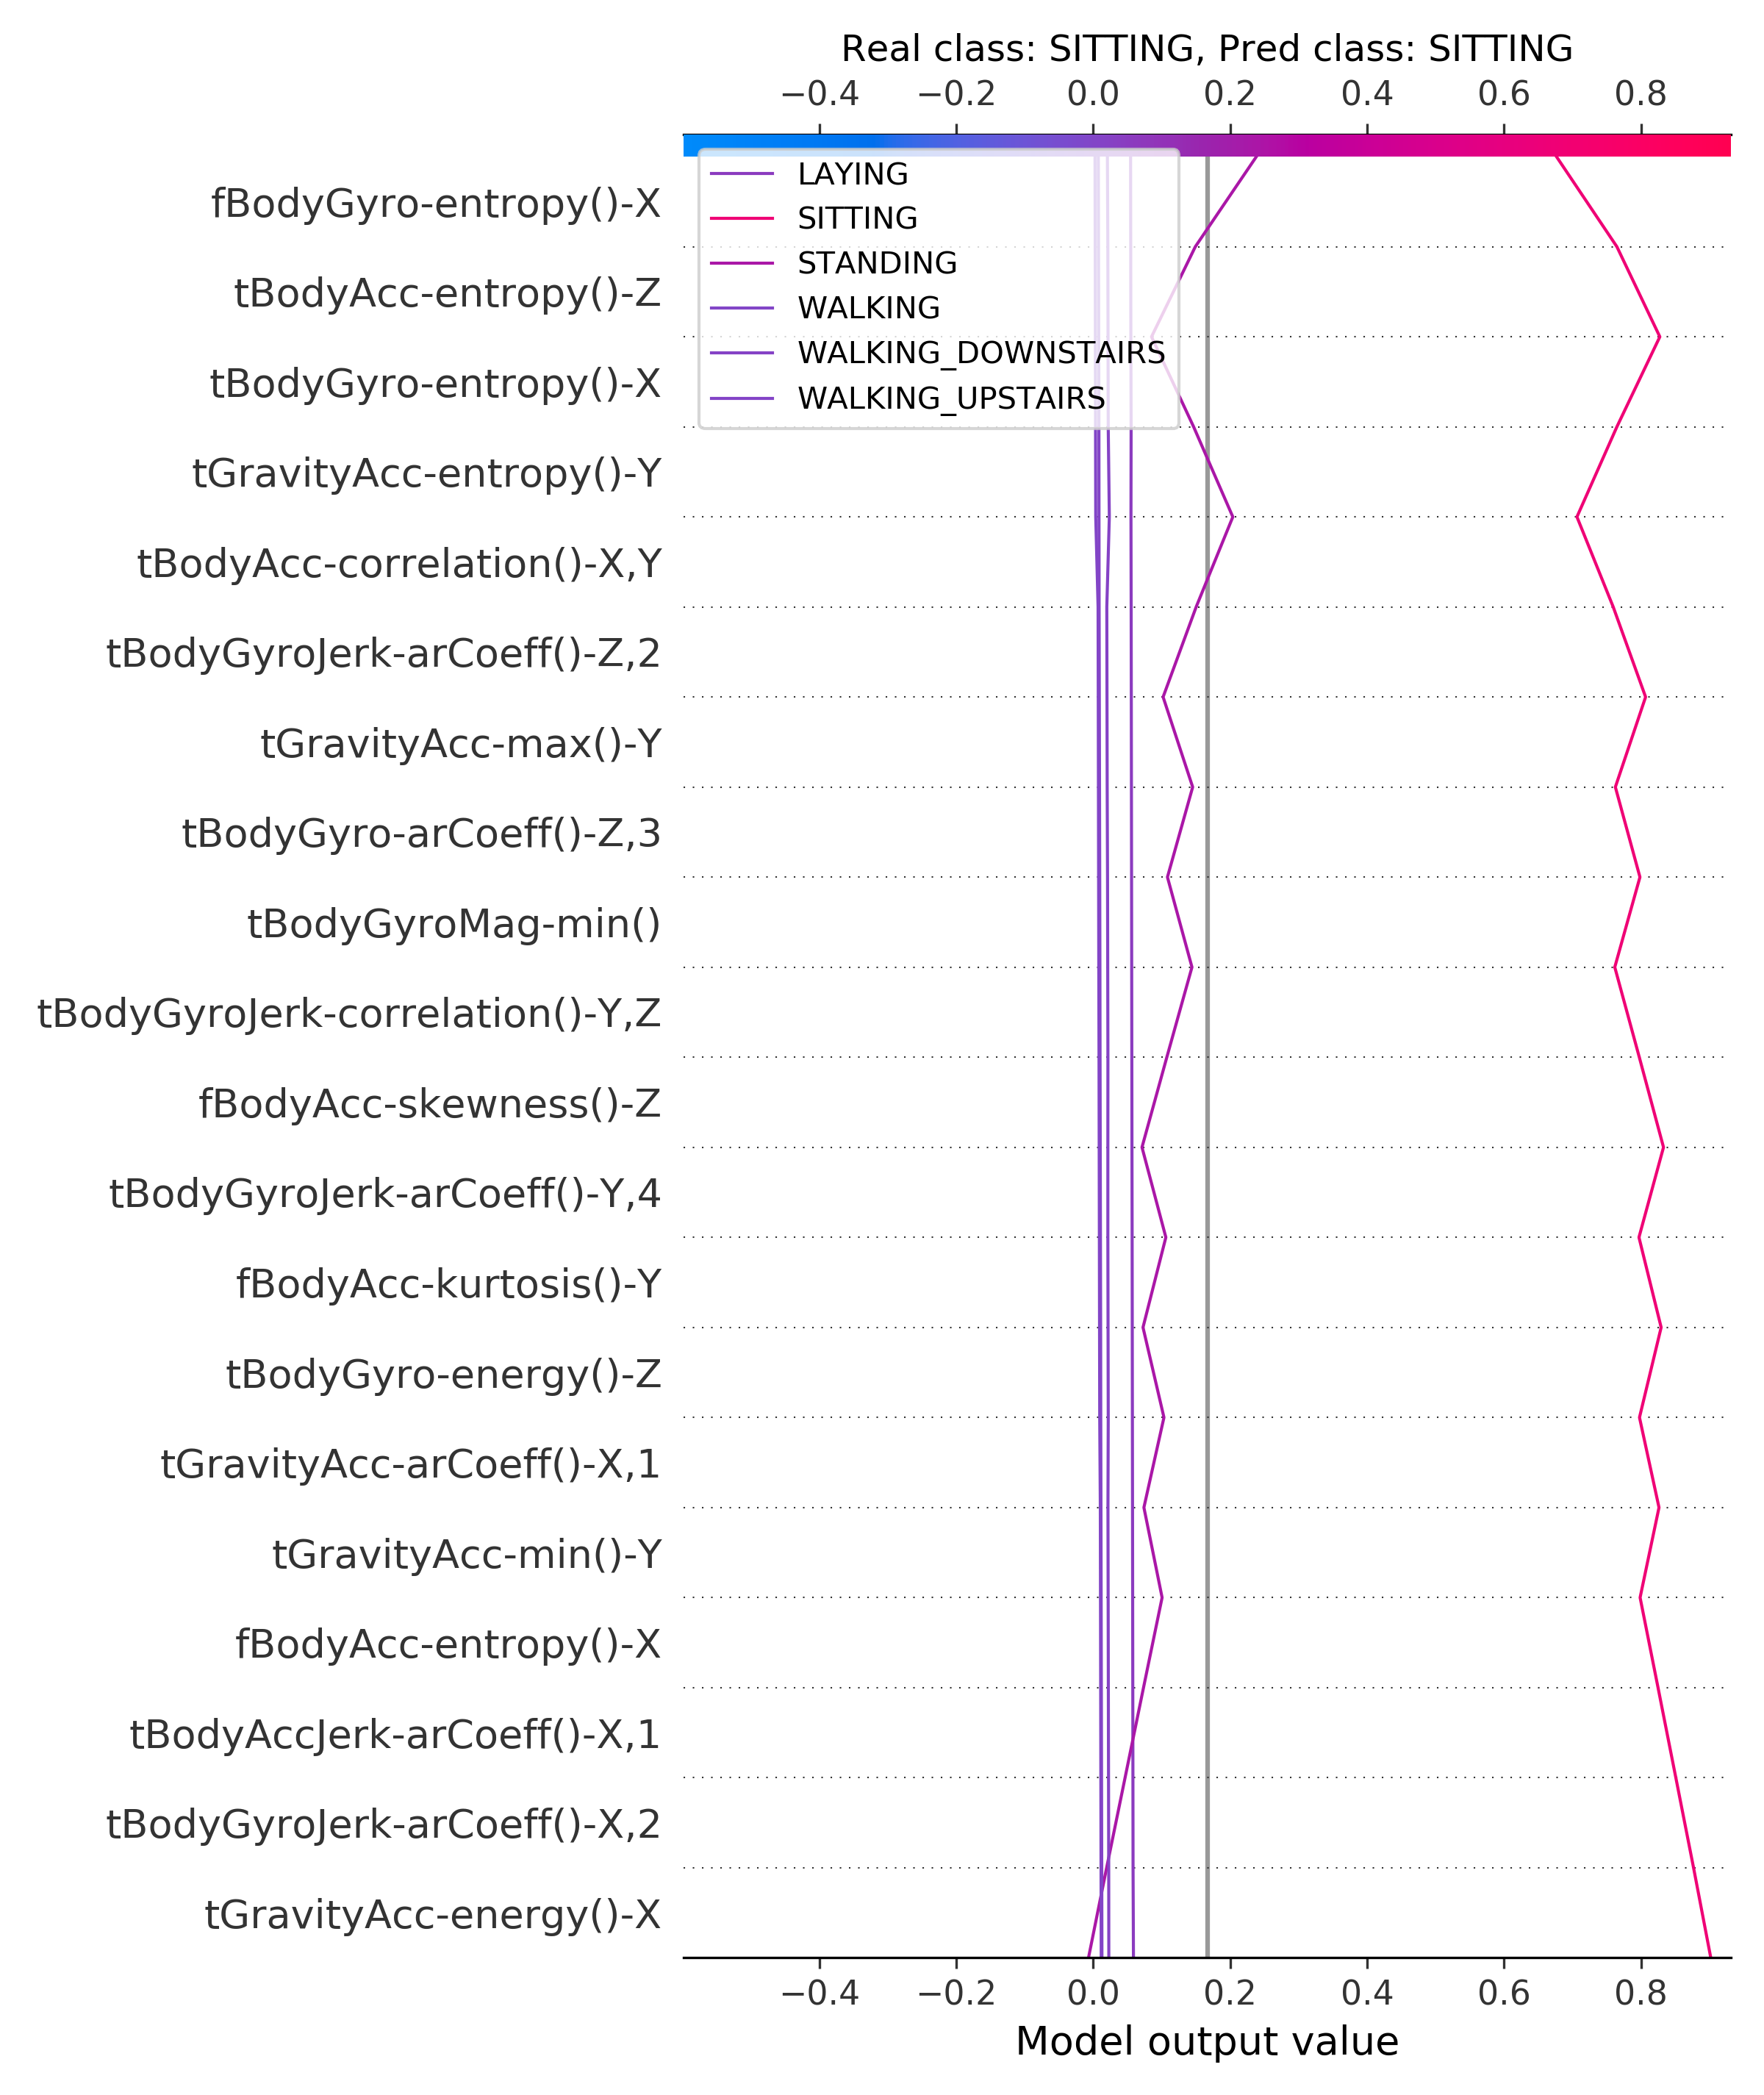 Real class: SITTING, Pred class: SITTING
−0.4 −0.2 0.0 0.2 0.4 0.6 0.8
LAYING
SITTING
STANDING
WALKING
WALKING_DOWNSTAIRS
WALKING_UPSTAIRS
fBodyGyro-entropy()-X
tBodyAcc-entropy()-Z
tBodyGyro-entropy()-X
tGravityAcc-entropy()-Y
tBodyAcc-correlation()-X,Y
tBodyGyroJerk-arCoeff()-Z,2
tGravityAcc-max()-Y
tBodyGyro-arCoeff()-Z,3
tBodyGyroMag-min()
tBodyGyroJerk-correlation()-Y,Z
fBodyAcc-skewness()-Z
tBodyGyroJerk-arCoeff()-Y,4
fBodyAcc-kurtosis()-Y
tBodyGyro-energy()-Z
tGravityAcc-arCoeff()-X,1
tGravityAcc-min()-Y
fBodyAcc-entropy()-X
tBodyAccJerk-arCoeff()-X,1
tBodyGyroJerk-arCoeff()-X,2
tGravityAcc-energy()-X
−0.4 −0.2 0.0 0.2 0.4 0.6 0.8
Model output value